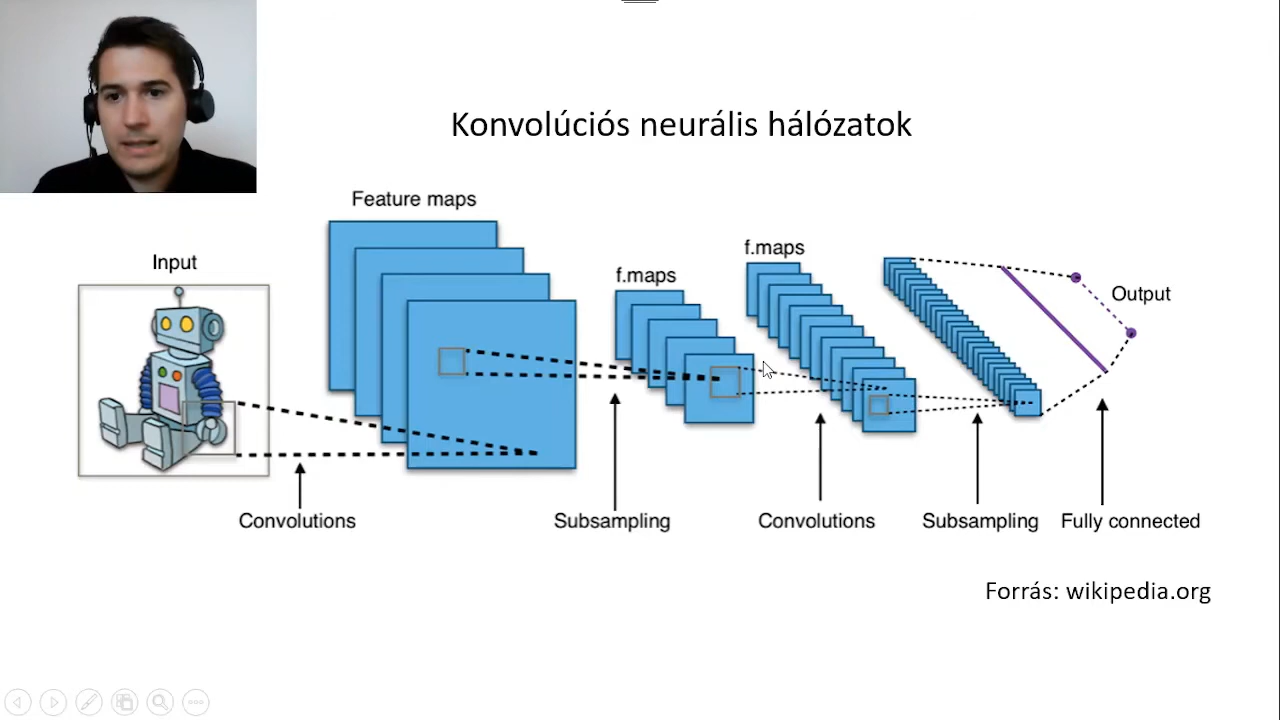 Konvolúciós neurális hálózatok
Feature maps
f.maps
Input
f.maps
Output
Convolutions
Subsampling
Convolutions
Subsampling
Fully connected
Forrás: wikipedia.org